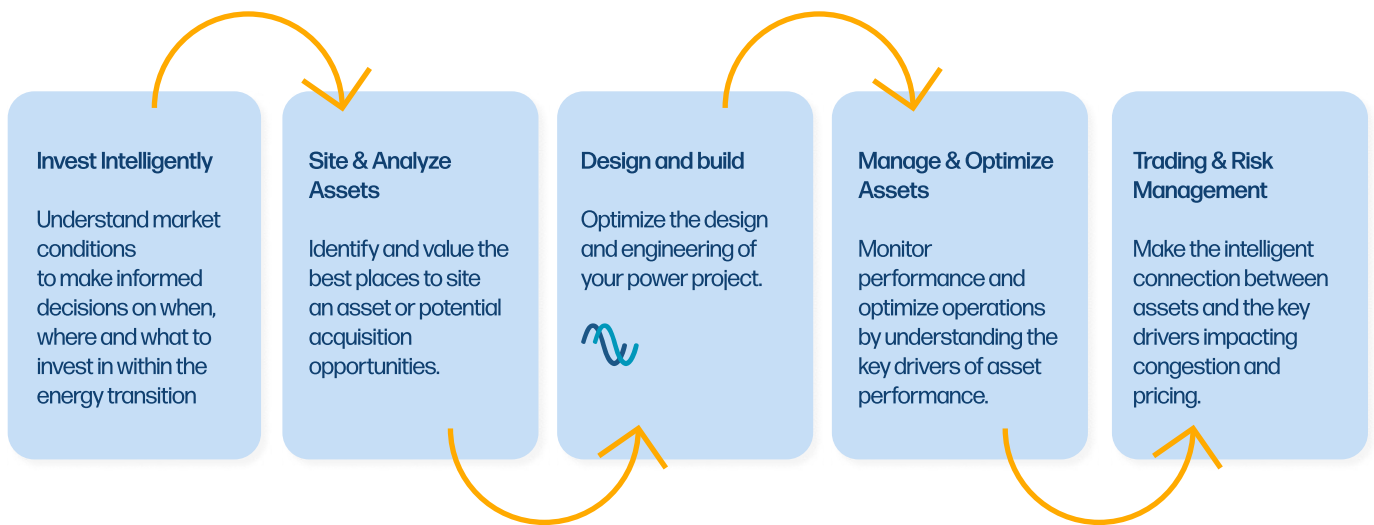 Invest Intelligently
Understand market
conditions
to make informed
decisions on when,
where and what to
invest in within the
energy transition
Site & Analyze
Assets
Identify and value the
best places to site
an asset or potential
acquisition
opportunities.
Design and build
Optimize the design
and engineering of
your power project.
Manage & Optimize
Assets
Monitor
performance and
optimize operations
by understanding the
key drivers of asset
performance.
Trading & Risk
Management
Make the intelligent
connection between
assets and the key
drivers impacting
congestion and
pricing.